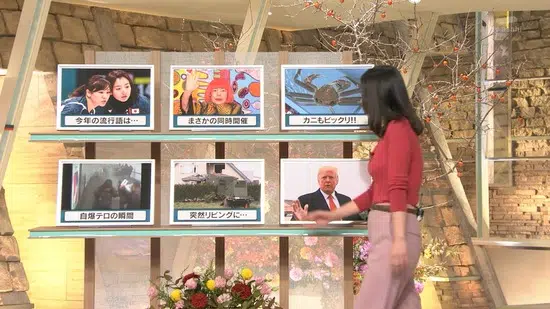 今年の流行語は…
まさかの同時開催
カニもビックリ!!
自爆テロの瞬間
突然リビングに…